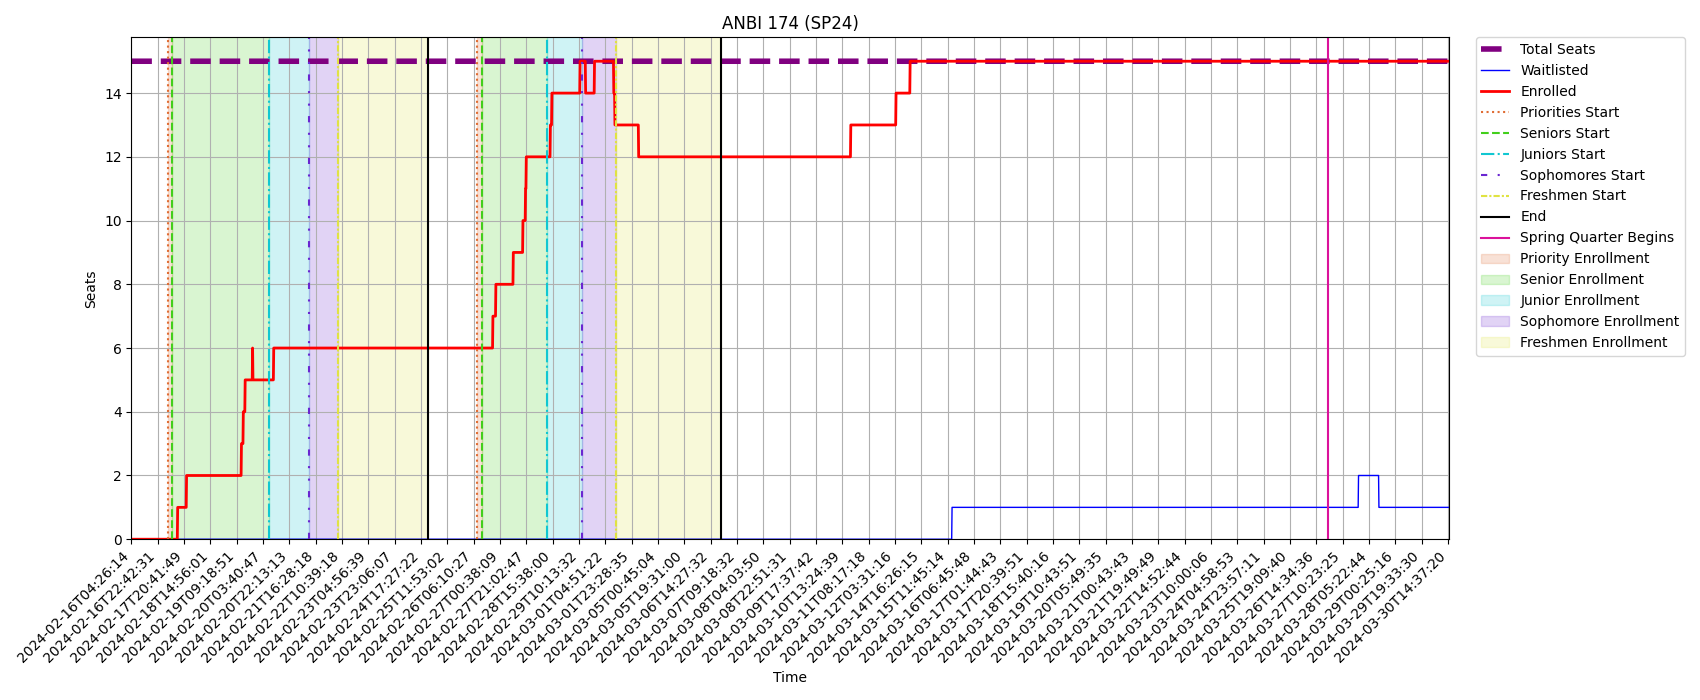 ANBI 174 (SP24)
Total Seats
Waitlisted
Enrolled
Priorities Start
Seniors Start
Juniors Start
Sophomores Start
Freshmen Start
End
Spring Quarter Begins
Priority Enrollment
Senior Enrollment
Junior Enrollment
Sophomore Enrollment
Freshmen Enrollment
Seats
14
12
10
8
6
4
2
0
2024-02-16T04:26:14
2024-02-16T22:42:31
2024-02-17T20:41:49
2024-02-18T14:56:01
2024-02-19T09:18:51
2024-02-20T03:40:47
2024-02-20T22:13:13
2024-02-21T16:28:18
2024-02-22T10:39:18
2024-02-23T04:56:39
2024-02-23T23:06:07
2024-02-24T17:27:22
2024-02-25T11:53:02
2024-02-26T06:10:27
2024-02-27T00:38:09
2024-02-27T21:02:47
2024-02-28T15:38:00
2024-02-29T10:13:32
2024-03-01T04:51:22
2024-03-01T23:28:35
2024-03-05T00:45:04
2024-03-05T19:31:00
2024-03-06T14:27:32
2024-03-07T09:18:32
2024-03-08T04:03:50
2024-03-08T22:51:31
2024-03-09T17:37:42
2024-03-10T13:24:39
2024-03-11T08:17:18
2024-03-12T03:31:16
2024-03-14T16:26:15
2024-03-15T11:45:14
2024-03-16T06:45:48
2024-03-17T01:44:43
2024-03-17T20:39:51
2024-03-18T15:40:16
2024-03-19T10:43:51
2024-03-20T05:49:35
2024-03-21T00:43:43
2024-03-21T19:49:49
2024-03-22T14:52:44
2024-03-23T10:00:06
2024-03-24T04:58:53
2024-03-24T23:57:11
2024-03-25T19:09:40
2024-03-26T14:34:36
2024-03-27T10:23:25
2024-03-28T05:22:44
2024-03-29T00:25:16
2024-03-29T19:33:30
2024-03-30T14:37:20
Time